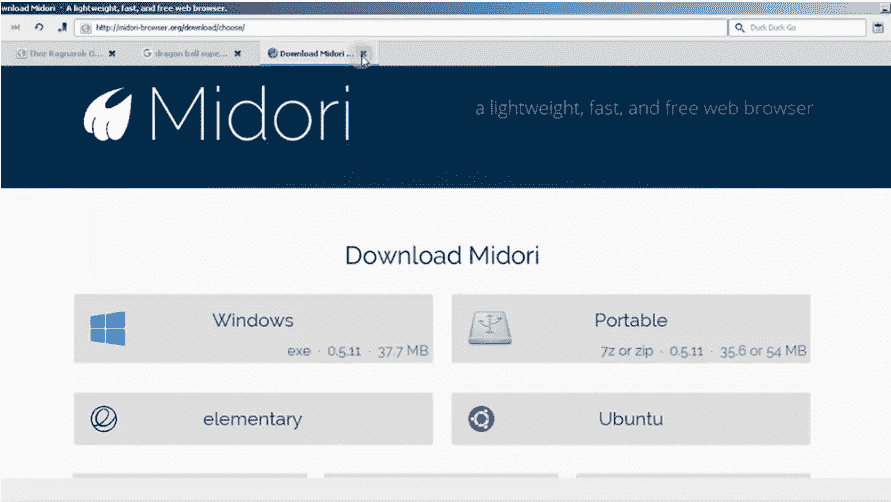 wnload Midori · A lightweight, fast, and free web browser.
http://midori-browser.org/download/choose/
Duck Duck Go
Thor Ragnarok O... dragon ball supe... Download Midori ...
Midori
a lightweight, fast, and free web browser
Download Midori
Windows
exe · 0.5.11 · 37.7 MB
Portable
7z or zip · 0.5.11 · 35.6 or 54 MB
elementary
Ubuntu